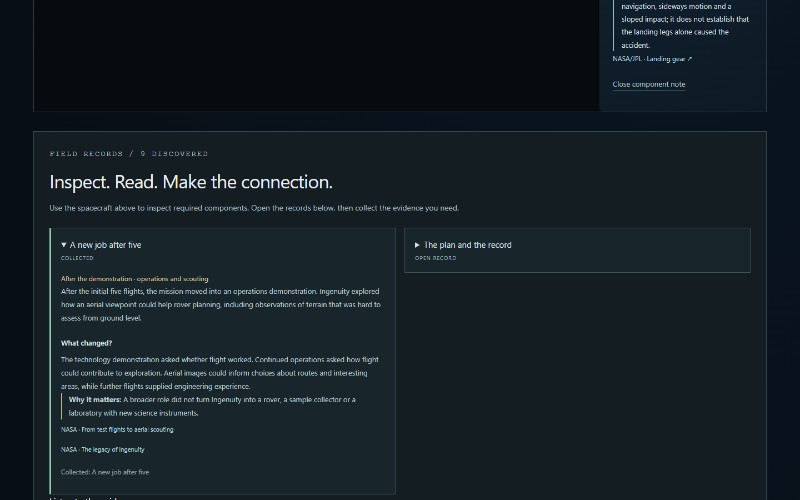 navigation, sideways motion and a
sloped impact; it does not establish that
the landing legs alone caused the
accident.
NASA/JPL · Landing gear ↗
Close component note
FIELD RECORDS / 9 DISCOVERED
Inspect. Read. Make the connection.
Use the spacecraft above to inspect required components. Open the records below, then collect the evidence you need.
▼ A new job after five
COLLECTED
After the demonstration · operations and scouting
After the initial five flights, the mission moved into an operations demonstration. Ingenuity explored
how an aerial viewpoint could help rover planning, including observations of terrain that was hard to
assess from ground level.
What changed?
The technology demonstration asked whether flight worked. Continued operations asked how flight
could contribute to exploration. Aerial images could inform choices about routes and interesting
areas, while further flights supplied engineering experience.
Why it matters: A broader role did not turn Ingenuity into a rover, a sample collector or a
laboratory with new science instruments.
NASA · From test flights to aerial scouting
NASA · The legacy of Ingenuity
Collected: A new job after five
▶ The plan and the record
OPEN RECORD